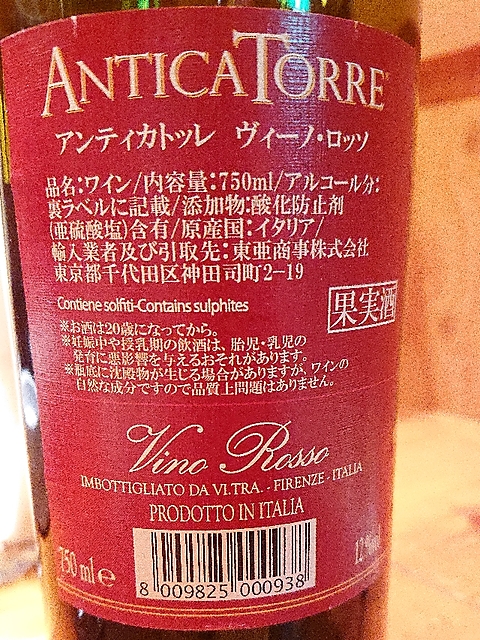 ANTICA TORRE
アンティカトッレ ヴィーノ・ロッソ
品名:ワイン/内容量:750ml/アルコール分:
裏ラベルに記載/添加物:酸化防止剤
(亜硫酸塩)含有/原産国:イタリア/
輸入業者及び引取先:東亜商事株式会社
東京都千代田区神田司町2-19
Contiene solfiti-Contains sulphites
果実酒
※お酒は20歳になってから。
※妊娠中や授乳期の飲酒は、胎児・乳児の
発育に悪影響を与えるおそれがあります。
※瓶底に沈殿物が生じる場合がありますが、ワインの
自然な成分ですので品質上問題はありません。
Vino Rosso
IMBOTTIGLIATO DA VI.TRA. - FIRENZE - ITALIA
PRODOTTO IN ITALIA
750 ml e
8 009825 000938